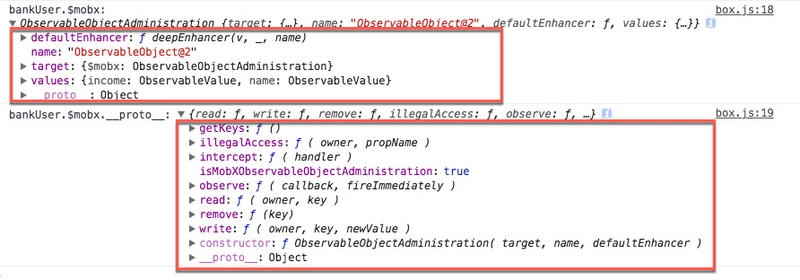 bankUser.$mobx: box.js:18
▼ ObservableObjectAdministration {target: {…}, name: "ObservableObject@2", defaultEnhancer: ƒ, values: {…}} i
▶ defaultEnhancer: ƒ deepEnhancer(v, _, name)
name: "ObservableObject@2"
▶ target: {$mobx: ObservableObjectAdministration}
▶ values: {income: ObservableValue, name: ObservableValue}
▶ __proto__: Object
bankUser.$mobx.__proto__: ▼ {read: ƒ, write: ƒ, remove: ƒ, illegalAccess: ƒ, observe: ƒ, …} i box.js:19
▶ getKeys: ƒ ()
▶ illegalAccess: ƒ ( owner, propName )
▶ intercept: ƒ ( handler )
isMobXObservableObjectAdministration: true
▶ observe: ƒ ( callback, fireImmediately )
▶ read: ƒ ( owner, key )
▶ remove: ƒ (key)
▶ write: ƒ ( owner, key, newValue )
▶ constructor: ƒ ObservableObjectAdministration( target, name, defaultEnhancer )
▶ __proto__: Object